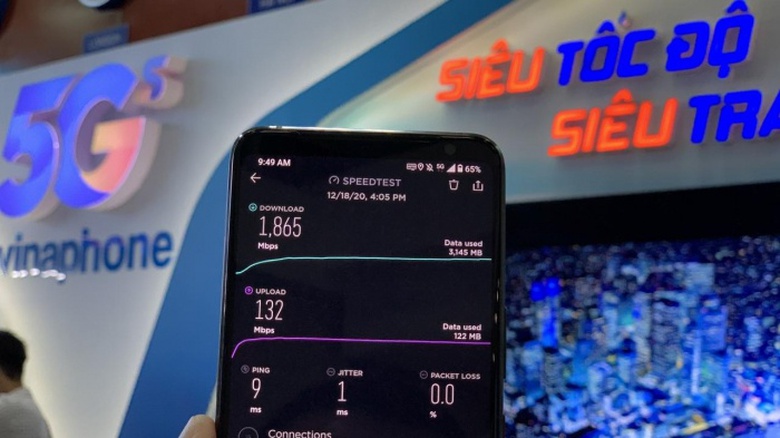 5Gs
vinaphone
SIÊU TỐC ĐỘ
SIÊU TRẢ
9:49 AM
5G 65%
SPEEDTEST
12/18/20, 4:05 PM
DOWNLOAD
1,865
Mbps
Data used
3,145 MB
UPLOAD
132
Mbps
Data used
122 MB
PING
9
ms
JITTER
1
ms
PACKET LOSS
0.0
%
Connections